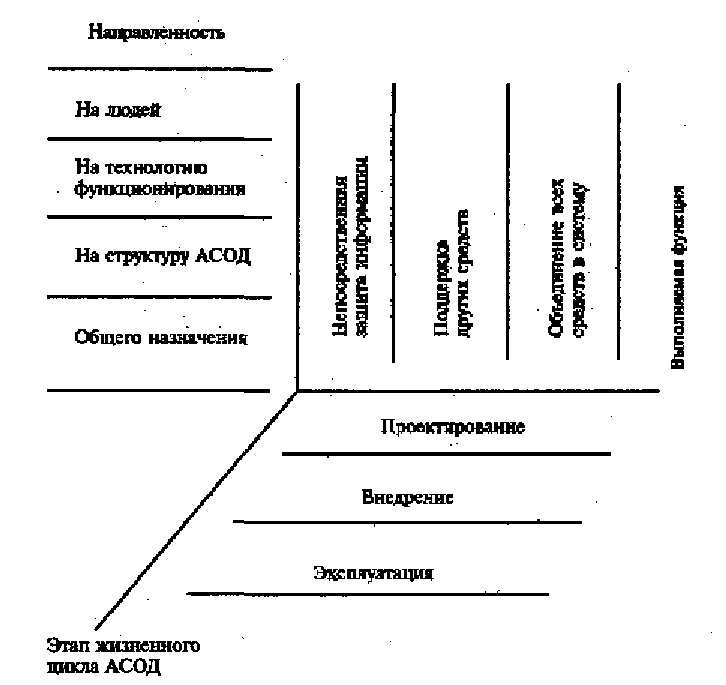 Направленность
На людей
На технологию
функционирования
На структуру АСОД
Общего назначения
Непосредственная
защита информации
Поддержка
других средств
Объединение всех
средств в систему
Выполняемая функция
Проектирование
Внедрение
Эксплуатация
Этап жизненного
цикла АСОД